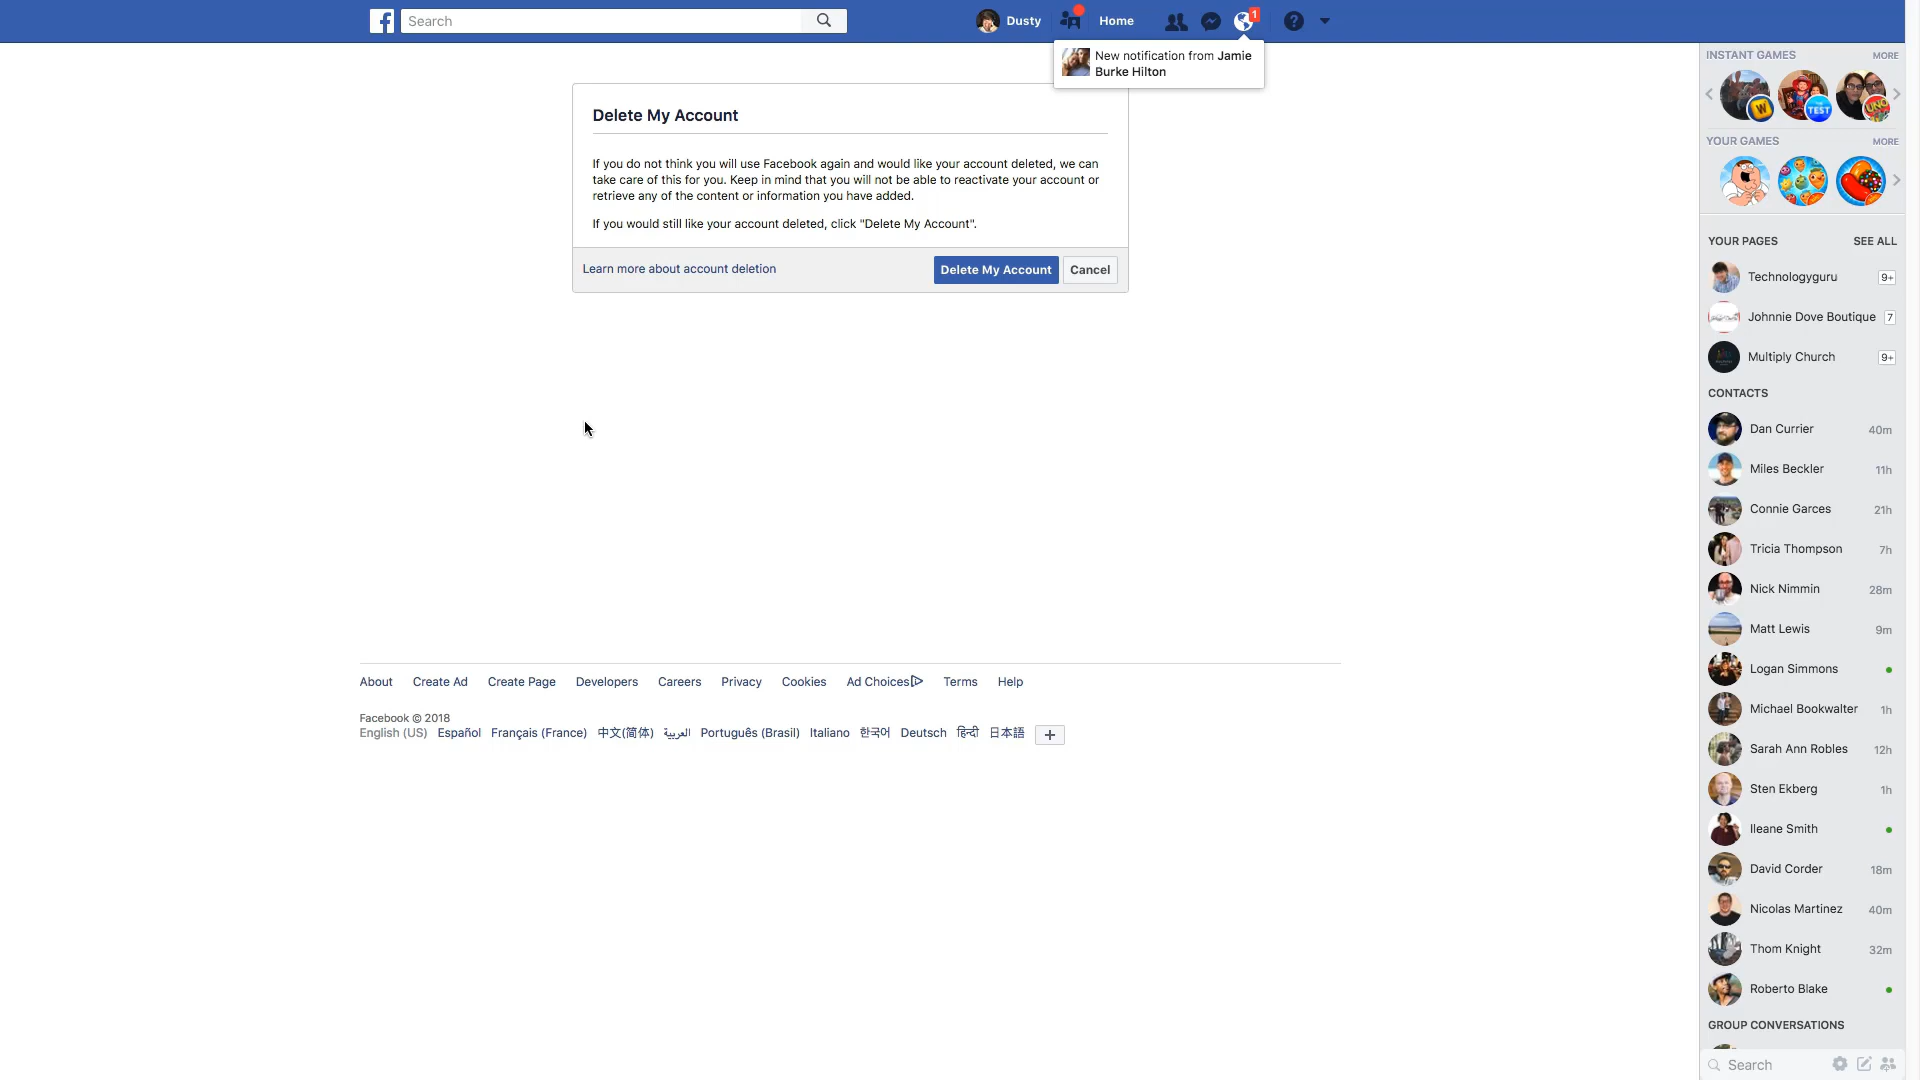 Search
Dusty
Home
1
New notification from Jamie
Burke Hilton
Delete My Account
If you do not think you will use Facebook again and would like your account deleted, we can
take care of this for you. Keep in mind that you will not be able to reactivate your account or
retrieve any of the content or information you have added.
If you would still like your account deleted, click "Delete My Account".
Learn more about account deletion
Delete My Account
Cancel
About Create Ad Create Page Developers Careers Privacy Cookies Ad Choices Terms Help
Facebook © 2018
English (US) Español Français (France) 中文(简体) العربية Português (Brasil) Italiano 한국어 Deutsch हिन्दी 日本語
INSTANT GAMES MORE
W
TEST
UNO
YOUR GAMES MORE
YOUR PAGES SEE ALL
Technologyguru 9+
Johnnie Dove Boutique 7
Multiply Church 9+
CONTACTS
Dan Currier 40m
Miles Beckler 11h
Connie Garces 21h
Tricia Thompson 7h
Nick Nimmin 28m
Matt Lewis 9m
Logan Simmons
Michael Bookwalter 1h
Sarah Ann Robles 12h
Sten Ekberg 1h
Ileane Smith
David Corder 18m
Nicolas Martinez 40m
Thom Knight 32m
Roberto Blake
GROUP CONVERSATIONS
Search